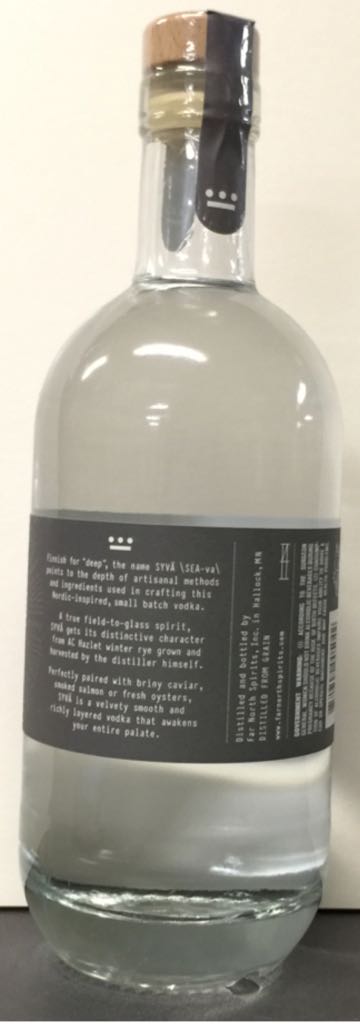 Finnish for "deep", the name SYVÄ \SEA-va\
points to the depth of artisanal methods
and ingredients used in crafting this
Nordic-inspired, small batch vodka.
A true field-to-glass spirit,
SYVÄ gets its distinctive character
from AC Hazlet winter rye grown and
harvested by the distiller himself.
Perfectly paired with briny caviar,
smoked salmon or fresh oysters,
SYVÄ is a velvety smooth and
richly layered vodka that awakens
your entire palate.
Distilled and bottled by
Far North Spirits, Inc. in Hallock, MN
DISTILLED FROM GRAIN
www.farnorthspirits.com
GOVERNMENT WARNING: (1) ACCORDING TO THE SURGEON